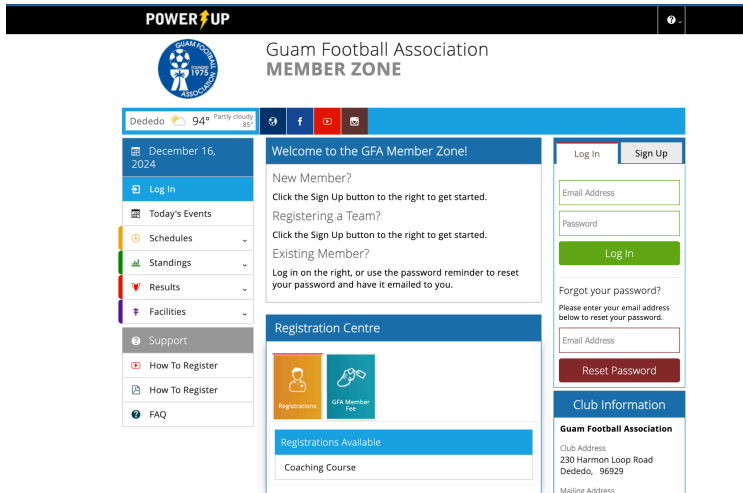 POWER UP
GUAM FOOTBALL
FOUNDED
1975
ASSOCIATION
Guam Football Association
MEMBER ZONE
Dededo 94° Partly cloudy
85°
December 16,
2024
Log In
Today's Events
Schedules
Standings
Results
Facilities
Support
How To Register
How To Register
FAQ
Welcome to the GFA Member Zone!
New Member?
Click the Sign Up button to the right to get started.
Registering a Team?
Click the Sign Up button to the right to get started.
Existing Member?
Log in on the right, or use the password reminder to reset
your password and have it emailed to you.
Registration Centre
Registrations
GFA Member
Fee
Registrations Available
Coaching Course
Log In Sign Up
Email Address
Password
Log In
Forgot your password?
Please enter your email address
below to reset your password.
Email Address
Reset Password
Club Information
Guam Football Association
Club Address
230 Harmon Loop Road
Dededo, 96929
Mailing Address